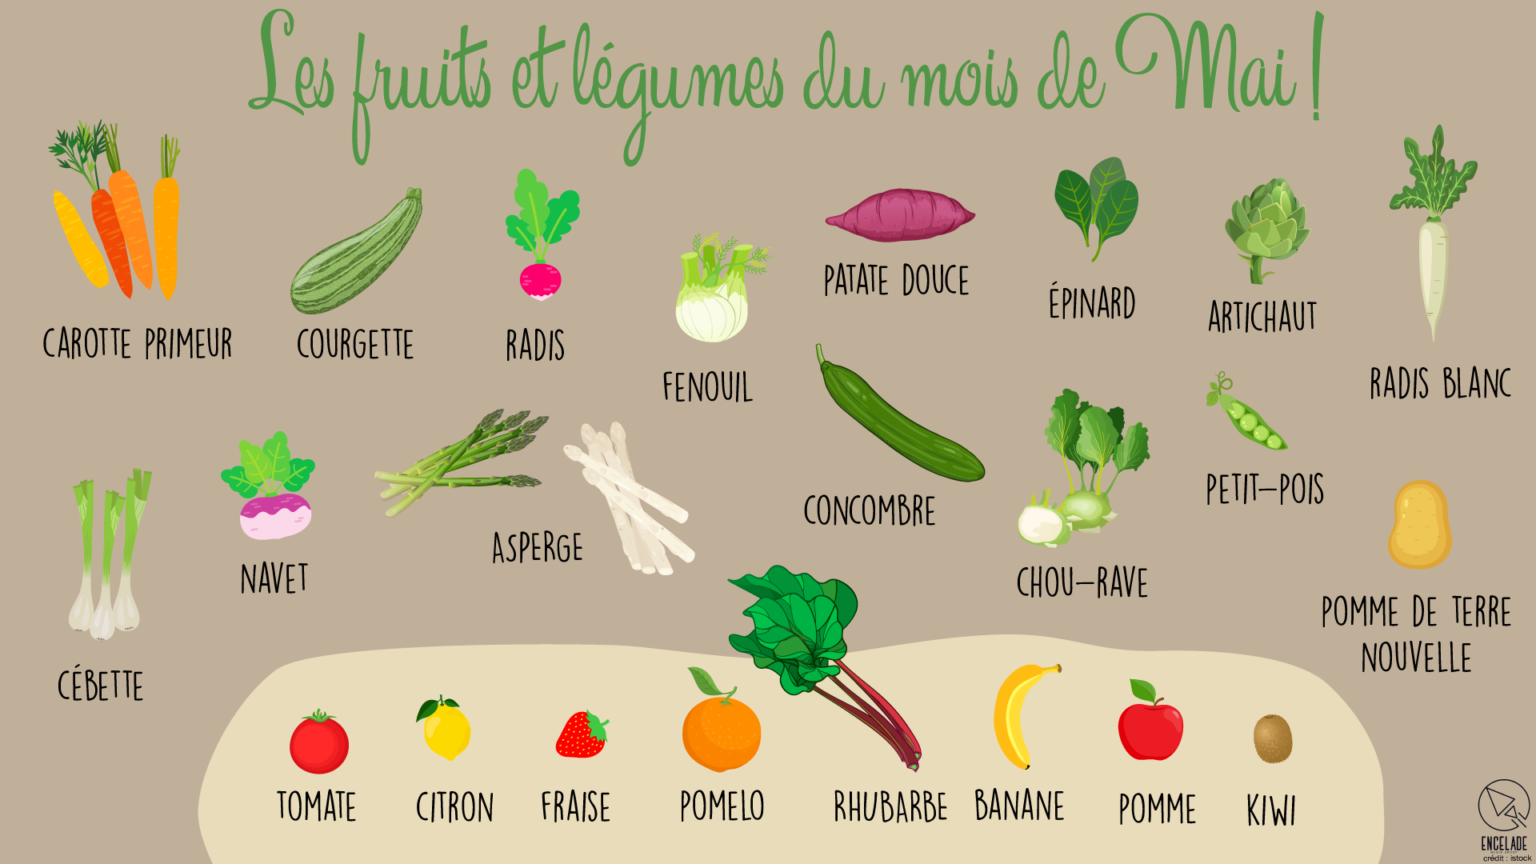 Les fruits et légumes du mois de Mai !
CAROTTE PRIMEUR
COURGETTE
RADIS
FENOUIL
PATATE DOUCE
ÉPINARD
ARTICHAUT
RADIS BLANC
CÉBETTE
NAVET
ASPERGE
CONCOMBRE
CHOU-RAVE
PETIT-POIS
POMME DE TERRE
NOUVELLE
TOMATE
CITRON
FRAISE
POMELO
RHUBARBE
BANANE
POMME
KIWI
ENCELADE
crédit : istock